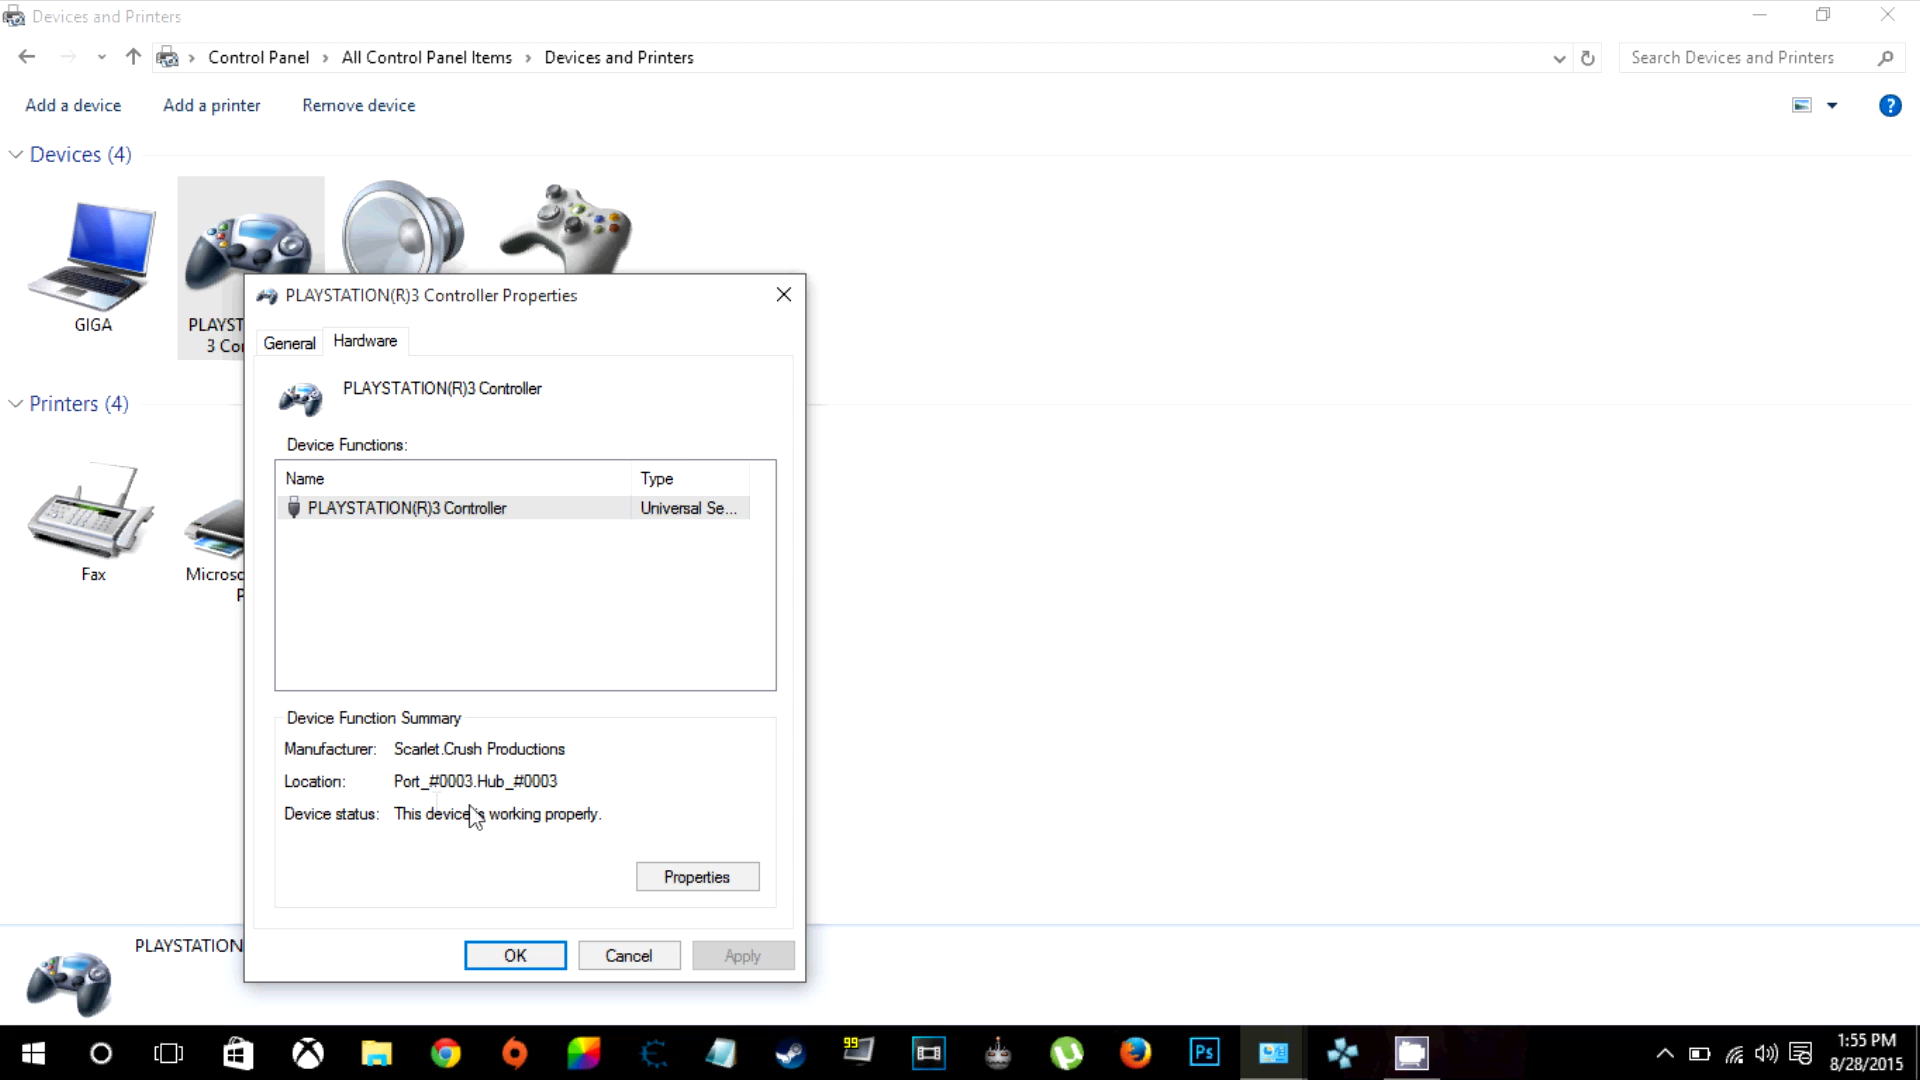 Devices and Printers
Control Panel › All Control Panel Items › Devices and Printers
Search Devices and Printers
Add a device Add a printer Remove device
?
Devices (4)
GIGA
PLAYST
3 Co
PLAYSTATION(R)3 Controller Properties
General Hardware
PLAYSTATION(R)3 Controller
Device Functions:
Name Type
PLAYSTATION(R)3 Controller Universal Se...
Printers (4)
Fax
Microso
P
Device Function Summary
Manufacturer: Scarlet.Crush Productions
Location: Port_#0003.Hub_#0003
Device status: This device is working properly.
Properties
OK Cancel Apply
PLAYSTATION
99
Ps
1:55 PM
8/28/2015